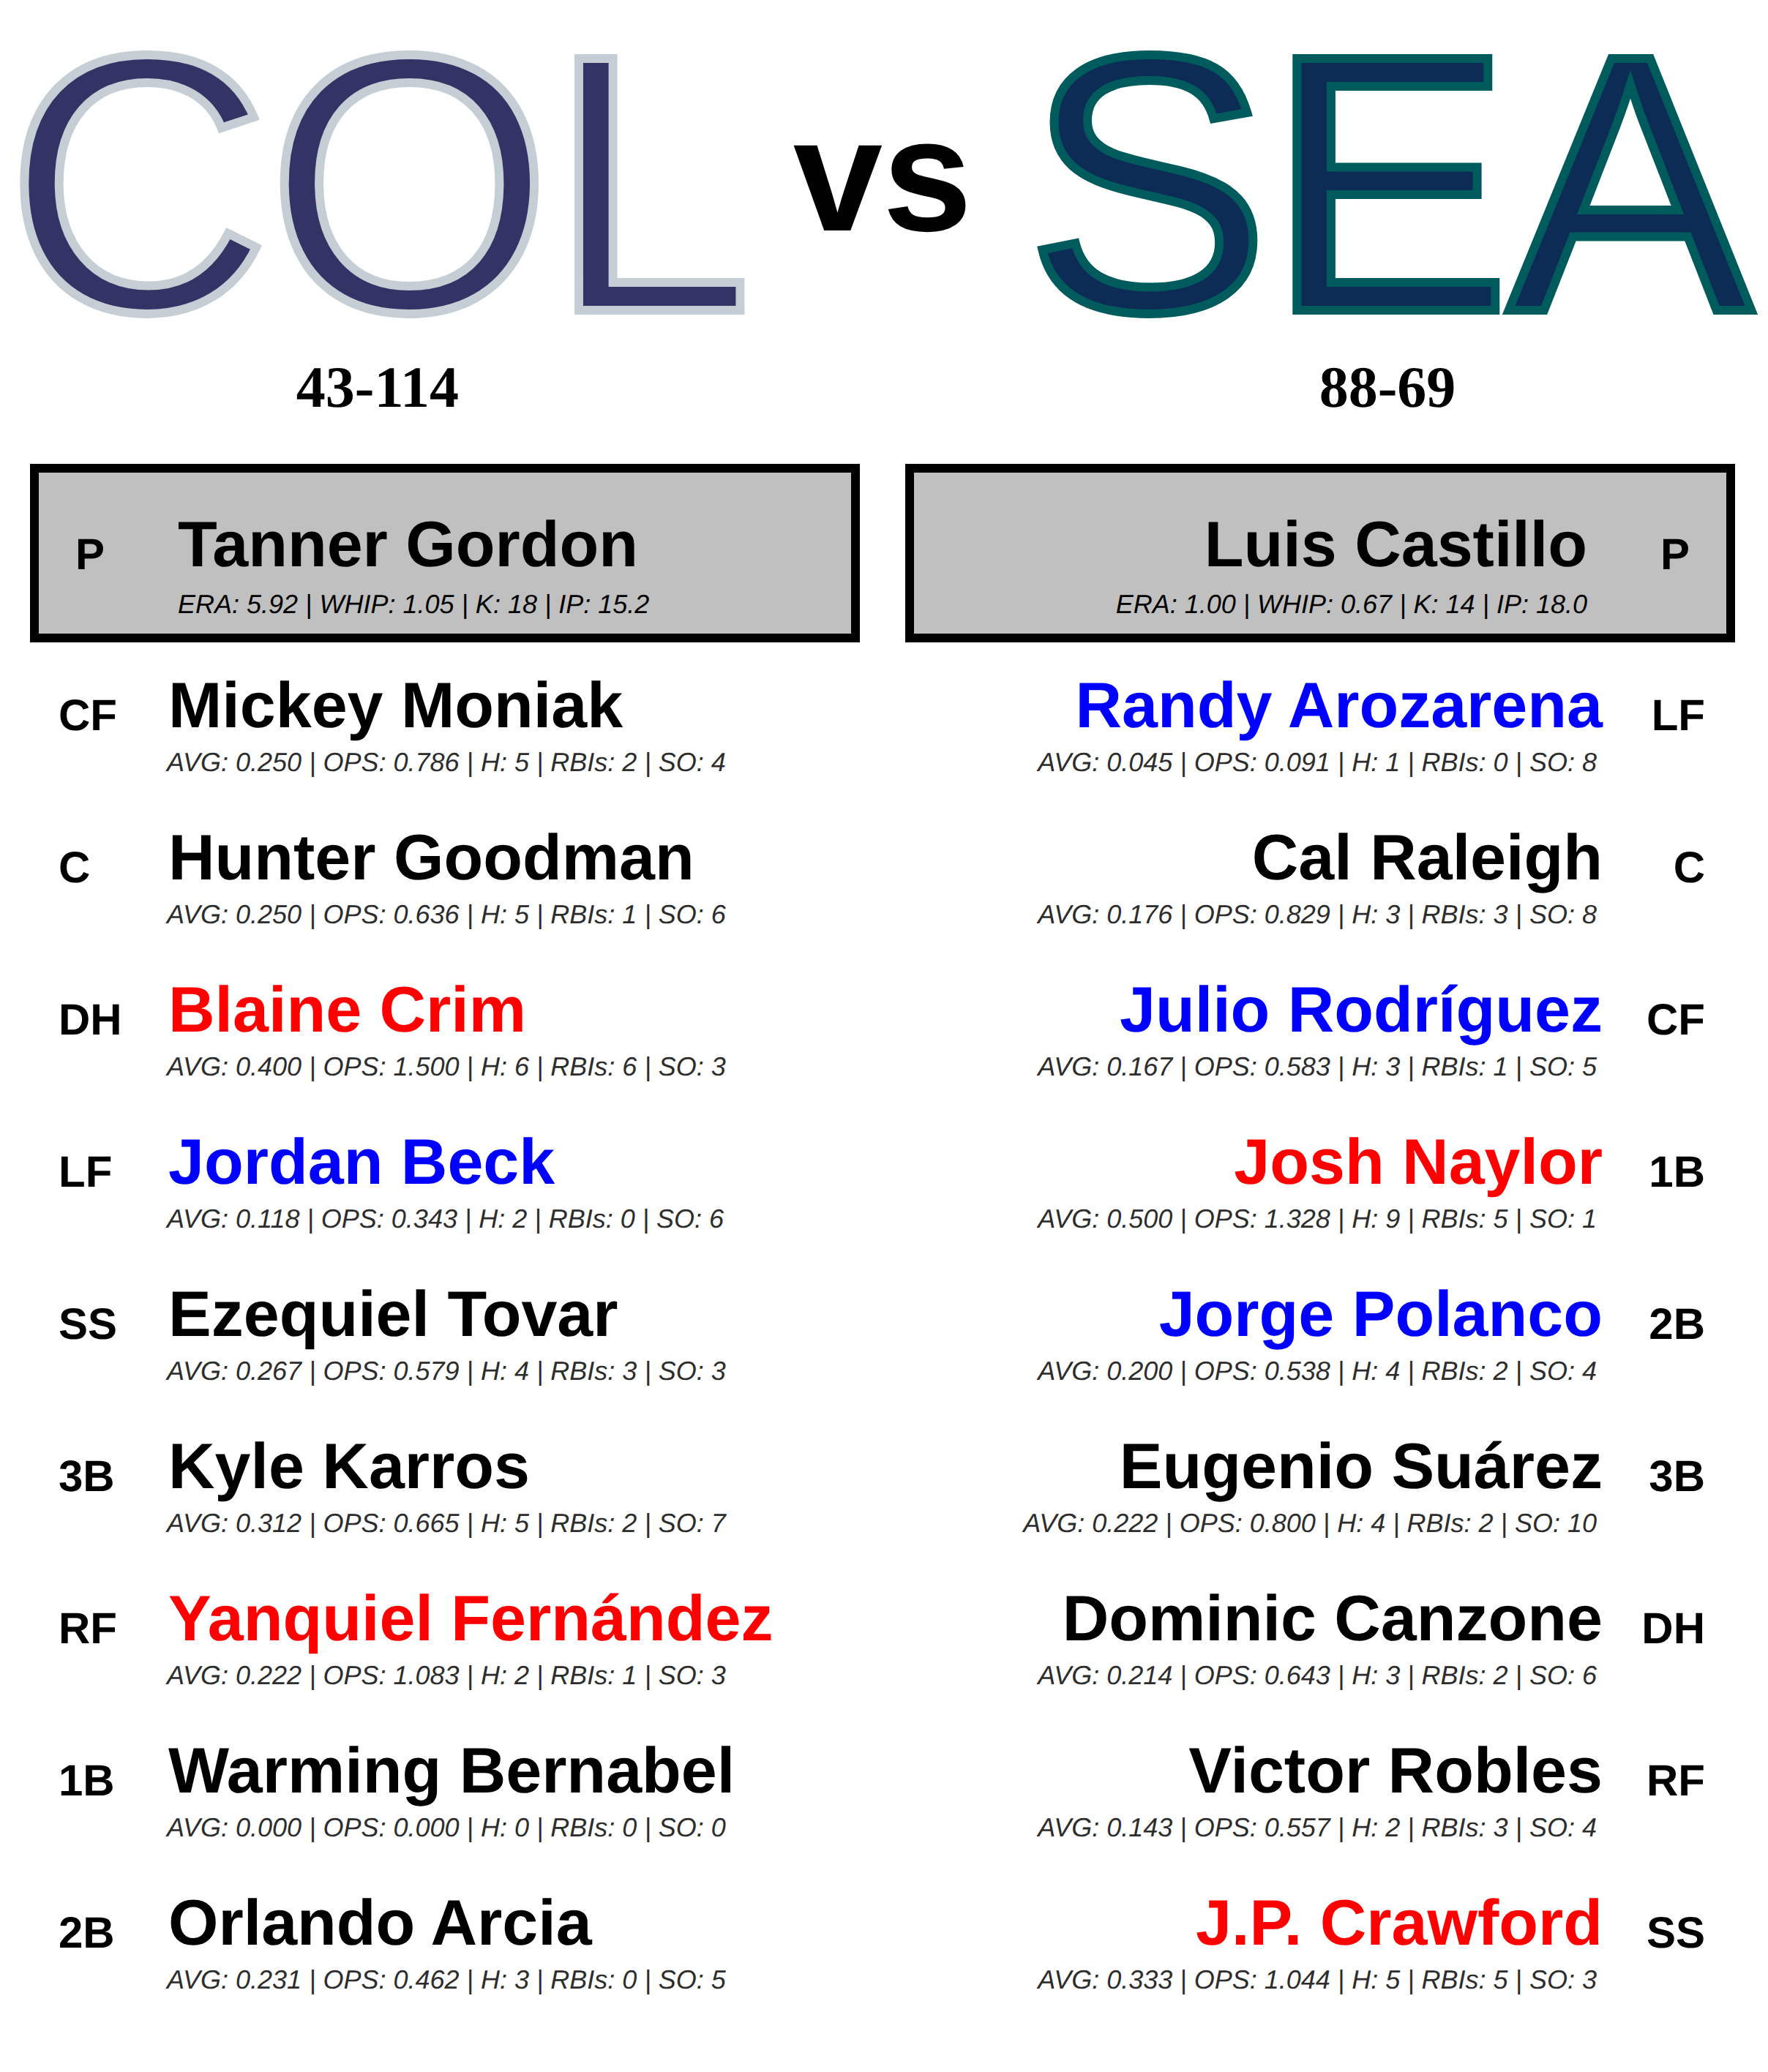 COL vs SEA
43-114
88-69
P Tanner Gordon
ERA: 5.92 | WHIP: 1.05 | K: 18 | IP: 15.2
Luis Castillo P
ERA: 1.00 | WHIP: 0.67 | K: 14 | IP: 18.0
CF Mickey Moniak
AVG: 0.250 | OPS: 0.786 | H: 5 | RBIs: 2 | SO: 4
C Hunter Goodman
AVG: 0.250 | OPS: 0.636 | H: 5 | RBIs: 1 | SO: 6
DH Blaine Crim
AVG: 0.400 | OPS: 1.500 | H: 6 | RBIs: 6 | SO: 3
LF Jordan Beck
AVG: 0.118 | OPS: 0.343 | H: 2 | RBIs: 0 | SO: 6
SS Ezequiel Tovar
AVG: 0.267 | OPS: 0.579 | H: 4 | RBIs: 3 | SO: 3
3B Kyle Karros
AVG: 0.312 | OPS: 0.665 | H: 5 | RBIs: 2 | SO: 7
RF Yanquiel Fernández
AVG: 0.222 | OPS: 1.083 | H: 2 | RBIs: 1 | SO: 3
1B Warming Bernabel
AVG: 0.000 | OPS: 0.000 | H: 0 | RBIs: 0 | SO: 0
2B Orlando Arcia
AVG: 0.231 | OPS: 0.462 | H: 3 | RBIs: 0 | SO: 5
Randy Arozarena LF
AVG: 0.045 | OPS: 0.091 | H: 1 | RBIs: 0 | SO: 8
Cal Raleigh C
AVG: 0.176 | OPS: 0.829 | H: 3 | RBIs: 3 | SO: 8
Julio Rodríguez CF
AVG: 0.167 | OPS: 0.583 | H: 3 | RBIs: 1 | SO: 5
Josh Naylor 1B
AVG: 0.500 | OPS: 1.328 | H: 9 | RBIs: 5 | SO: 1
Jorge Polanco 2B
AVG: 0.200 | OPS: 0.538 | H: 4 | RBIs: 2 | SO: 4
Eugenio Suárez 3B
AVG: 0.222 | OPS: 0.800 | H: 4 | RBIs: 2 | SO: 10
Dominic Canzone DH
AVG: 0.214 | OPS: 0.643 | H: 3 | RBIs: 2 | SO: 6
Victor Robles RF
AVG: 0.143 | OPS: 0.557 | H: 2 | RBIs: 3 | SO: 4
J.P. Crawford SS
AVG: 0.333 | OPS: 1.044 | H: 5 | RBIs: 5 | SO: 3